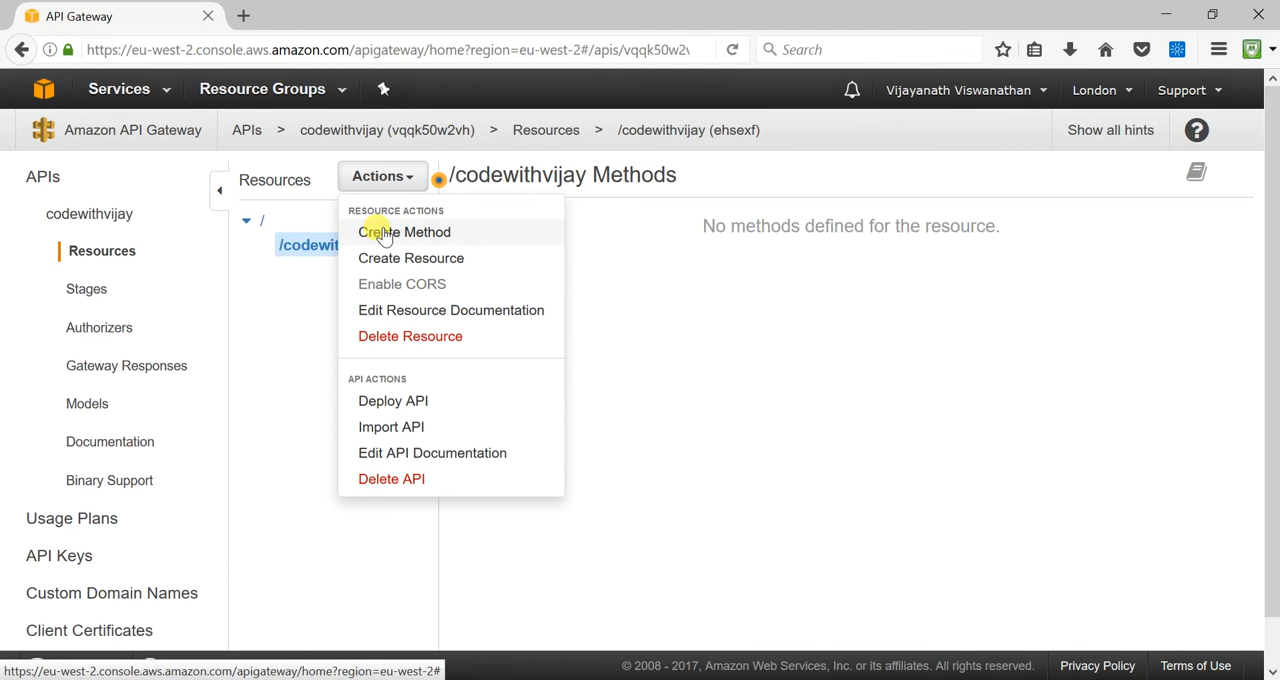 API Gateway
https://eu-west-2.console.aws.amazon.com/apigateway/home?region=eu-west-2#/apis/vqqk50w2v
Search
Services
Resource Groups
Vijayanath Viswanathan
London
Support
Amazon API Gateway
APIs > codewithvijay (vqqk50w2vh) > Resources > /codewithvijay (ehsexf)
Show all hints
APIs
codewithvijay
Resources
Stages
Authorizers
Gateway Responses
Models
Documentation
Binary Support
Usage Plans
API Keys
Custom Domain Names
Client Certificates
Resources
Actions
/
/codewit
RESOURCE ACTIONS
Create Method
Create Resource
Enable CORS
Edit Resource Documentation
Delete Resource
API ACTIONS
Deploy API
Import API
Edit API Documentation
Delete API
/codewithvijay Methods
No methods defined for the resource.
https://eu-west-2.console.aws.amazon.com/apigateway/home?region=eu-west-2#
© 2008 - 2017, Amazon Web Services, Inc. or its affiliates. All rights reserved.
Privacy Policy
Terms of Use